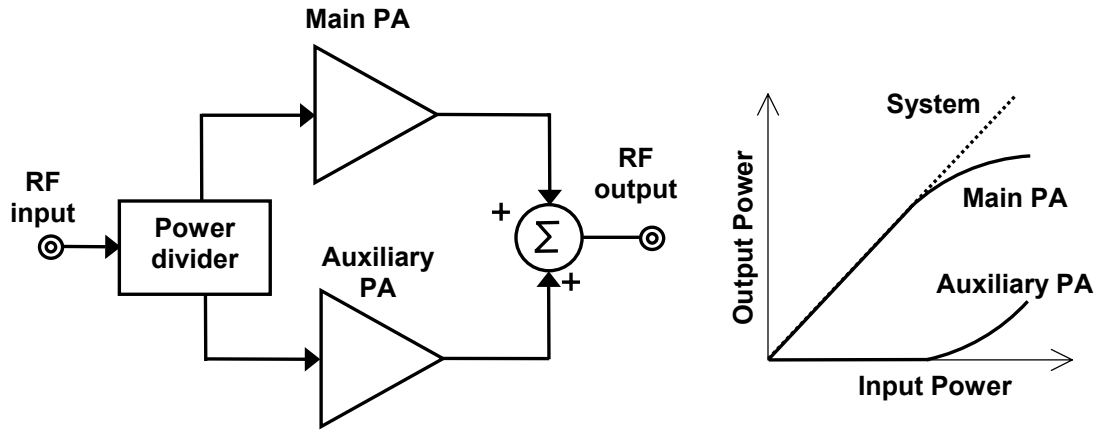 Main PA
RF
input
Power
divider
Auxiliary
PA
+
Σ
+
RF
output
System
Main PA
Auxiliary PA
Output Power
Input Power